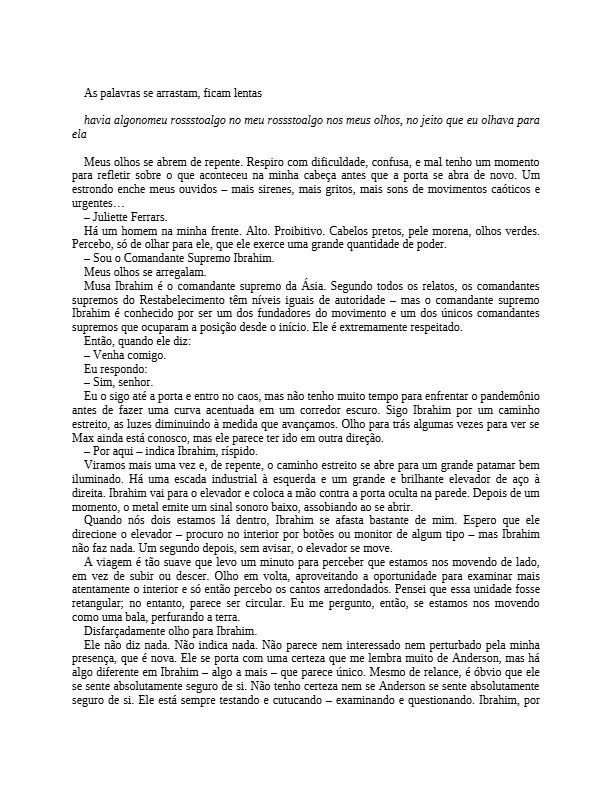 As palavras se arrastam, ficam lentas
havia algonomeu rossstoalgo no meu rossstoalgo nos meus olhos, no jeito que eu olhava para
ela
Meus olhos se abrem de repente. Respiro com dificuldade, confusa, e mal tenho um momento
para refletir sobre o que aconteceu na minha cabeça antes que a porta se abra de novo. Um
estrondo enche meus ouvidos – mais sirenes, mais gritos, mais sons de movimentos caóticos e
urgentes…
– Juliette Ferrars.
Há um homem na minha frente. Alto. Proibitivo. Cabelos pretos, pele morena, olhos verdes.
Percebo, só de olhar para ele, que ele exerce uma grande quantidade de poder.
– Sou o Comandante Supremo Ibrahim.
Meus olhos se arregalam.
Musa Ibrahim é o comandante supremo da Ásia. Segundo todos os relatos, os comandantes
supremos do Restabelecimento têm níveis iguais de autoridade – mas o comandante supremo
Ibrahim é conhecido por ser um dos fundadores do movimento e um dos únicos comandantes
supremos que ocuparam a posição desde o início. Ele é extremamente respeitado.
Então, quando ele diz:
– Venha comigo.
Eu respondo:
– Sim, senhor.
Eu o sigo até a porta e entro no caos, mas não tenho muito tempo para enfrentar o pandemônio
antes de fazer uma curva acentuada em um corredor escuro. Sigo Ibrahim por um caminho
estreito, as luzes diminuindo à medida que avançamos. Olho para trás algumas vezes para ver se
Max ainda está conosco, mas ele parece ter ido em outra direção.
– Por aqui – indica Ibrahim, ríspido.
Viramos mais uma vez e, de repente, o caminho estreito se abre para um grande patamar bem
iluminado. Há uma escada industrial à esquerda e um grande e brilhante elevador de aço à
direita. Ibrahim vai para o elevador e coloca a mão contra a porta oculta na parede. Depois de um
momento, o metal emite um sinal sonoro baixo, assobiando ao se abrir.
Quando nós dois estamos lá dentro, Ibrahim se afasta bastante de mim. Espero que ele
direcione o elevador – procuro no interior por botões ou monitor de algum tipo – mas Ibrahim
não faz nada. Um segundo depois, sem avisar, o elevador se move.
A viagem é tão suave que levo um minuto para perceber que estamos nos movendo de lado,
em vez de subir ou descer. Olho em volta, aproveitando a oportunidade para examinar mais
atentamente o interior e só então percebo os cantos arredondados. Pensei que essa unidade fosse
retangular; no entanto, parece ser circular. Eu me pergunto, então, se estamos nos movendo
como uma bala, perfurando a terra.
Disfarçadamente olho para Ibrahim.
Ele não diz nada. Não indica nada. Não parece nem interessado nem perturbado pela minha
presença, que é nova. Ele se porta com uma certeza que me lembra muito de Anderson, mas há
algo diferente em Ibrahim – algo a mais – que parece único. Mesmo de relance, é óbvio que ele
se sente absolutamente seguro de si. Não tenho certeza nem se Anderson se sente absolutamente
seguro de si. Ele está sempre testando e cutucando – examinando e questionando. Ibrahim, por